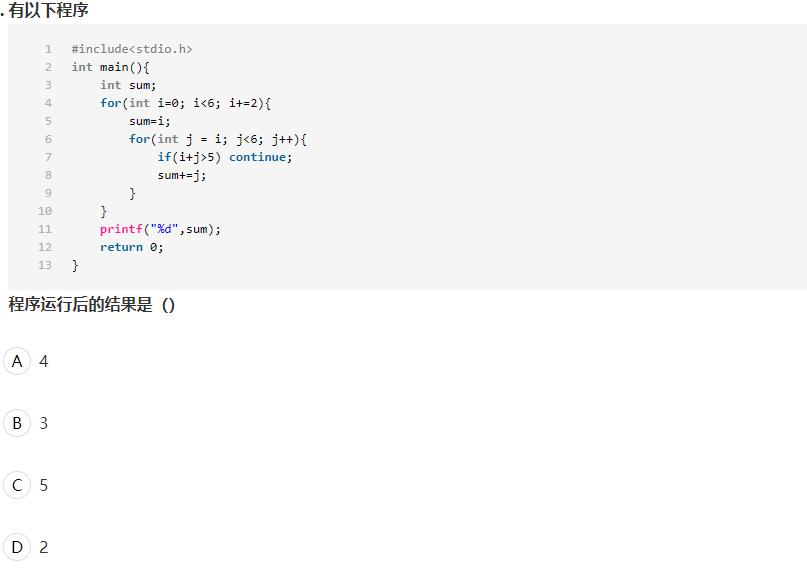 . 有以下程序
1 #include<stdio.h>
2 int main(){
3 int sum;
4 for(int i=0; i<6; i+=2){
5 sum=i;
6 for(int j = i; j<6; j++){
7 if(i+j>5) continue;
8 sum+=j;
9 }
10 }
11 printf("%d",sum);
12 return 0;
13 }
程序运行后的结果是（）
A 4
B 3
C 5
D 2